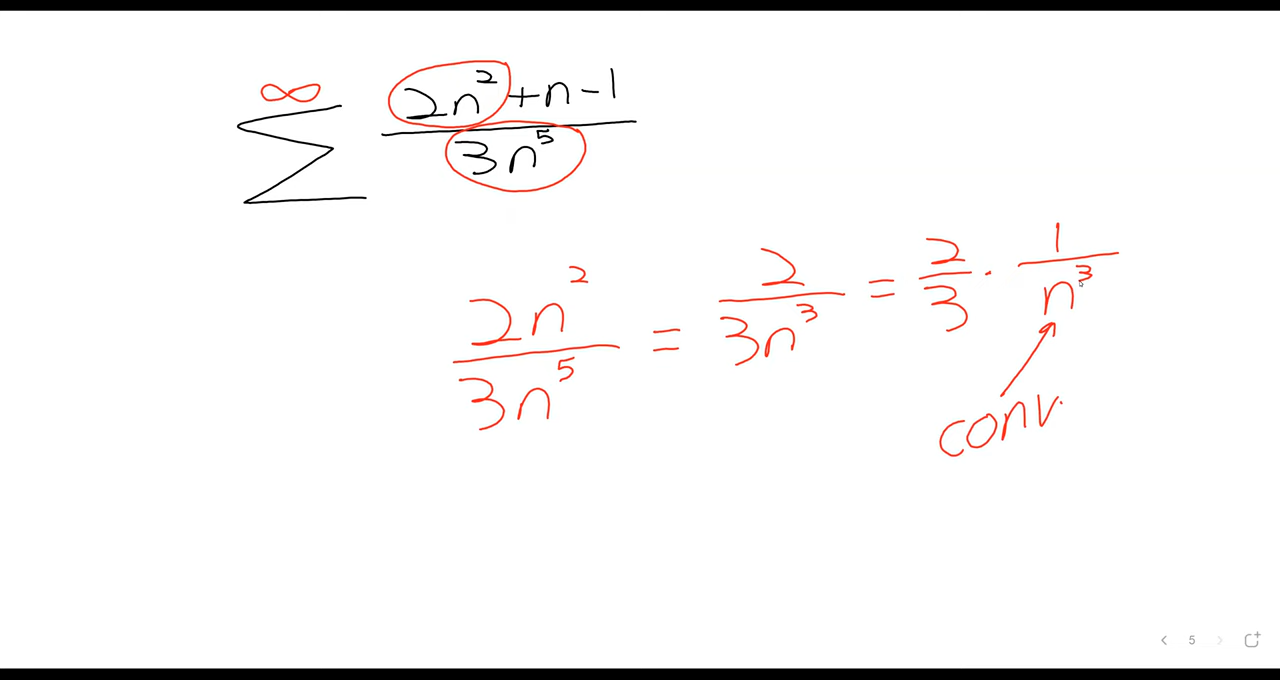 ∞
∑ (2n² + n - 1)/(3n⁵)
2n²/3n⁵ = 2/3n³ = 2/3 · 1/n³
conv.
5